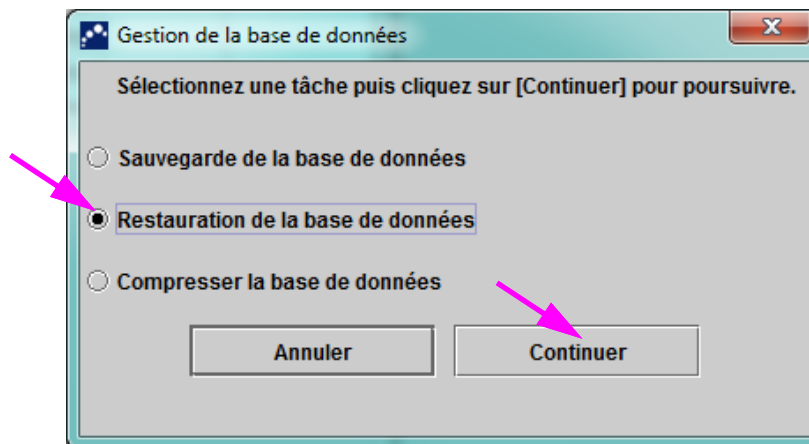 Gestion de la base de données
Sélectionnez une tâche puis cliquez sur [Continuer] pour poursuivre.
Sauvegarde de la base de données
Restauration de la base de données
Compresser la base de données
Annuler Continuer